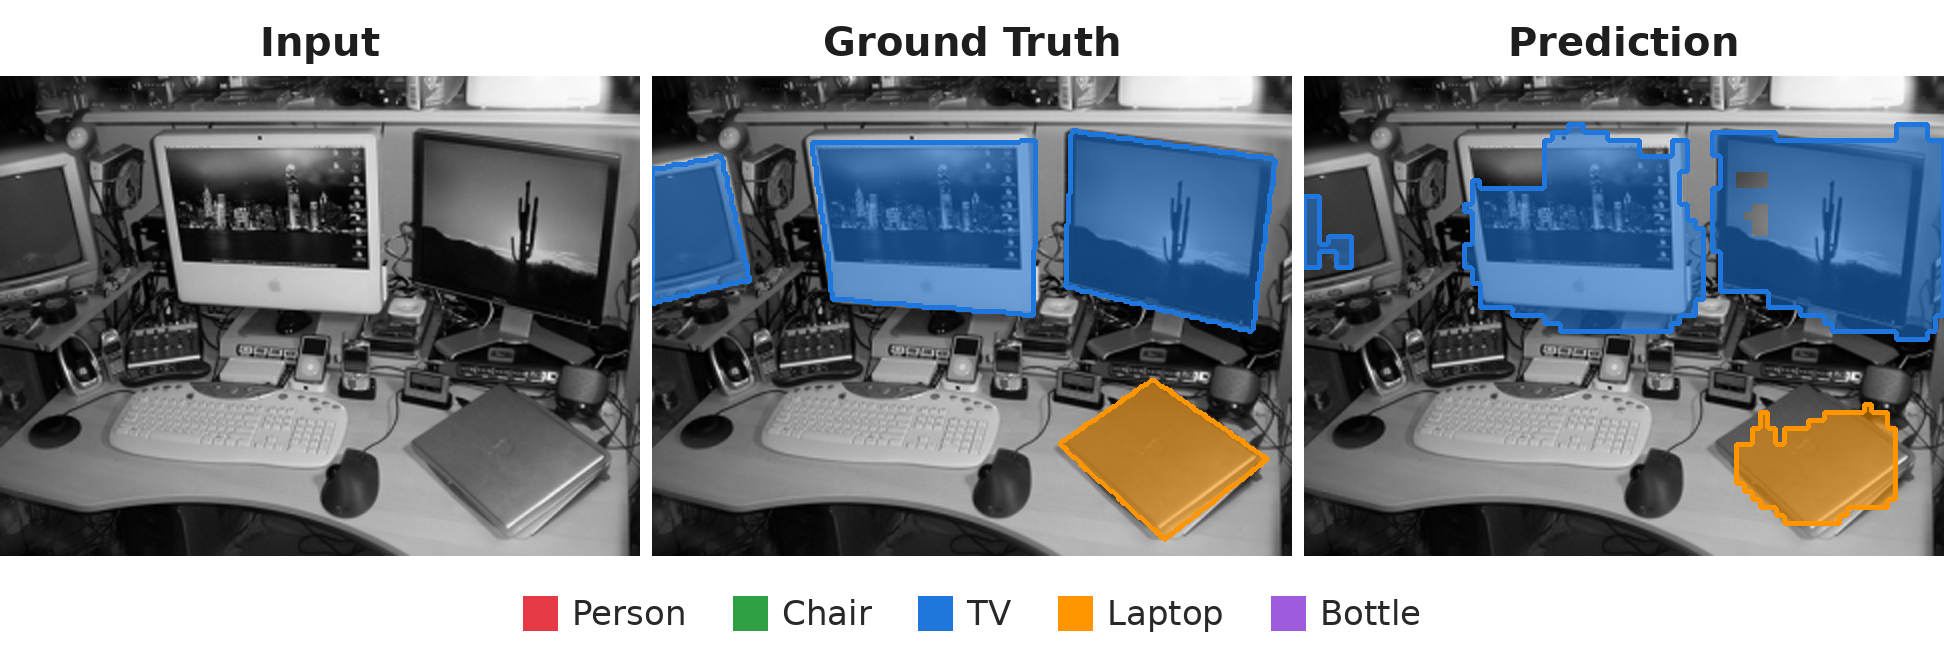 Input
Ground Truth
Prediction
Person
Chair
TV
Laptop
Bottle